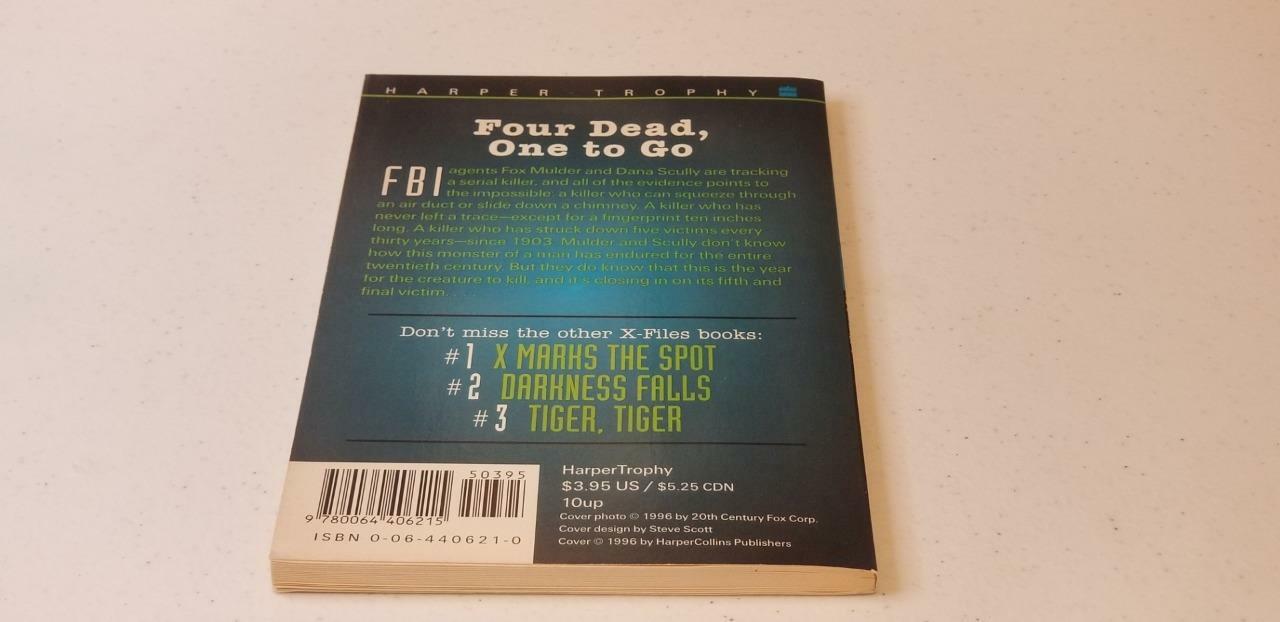 HARPER TROPHY
Four Dead,
One to Go
FBI agents Fox Mulder and Dana Scully are tracking
a serial killer, and all of the evidence points to
the impossible: a killer who can squeeze through
an air duct or slide down a chimney. A killer who has
never left a trace—except for a fingerprint ten inches
long. A killer who has struck down five victims every
thirty years—since 1903. Mulder and Scully don't know
how this monster of a man has endured for the entire
twentieth century. But they do know that this is the year
for the creature to kill, and it's closing in on its fifth and
final victim. . . .
Don't miss the other X-Files books:
#1 X MARKS THE SPOT
#2 DARKNESS FALLS
#3 TIGER, TIGER
50395
9 780064 406215
ISBN 0-06-440621-0
HarperTrophy
$3.95 US / $5.25 CDN
10up
Cover photo © 1996 by 20th Century Fox Corp.
Cover design by Steve Scott
Cover © 1996 by HarperCollins Publishers